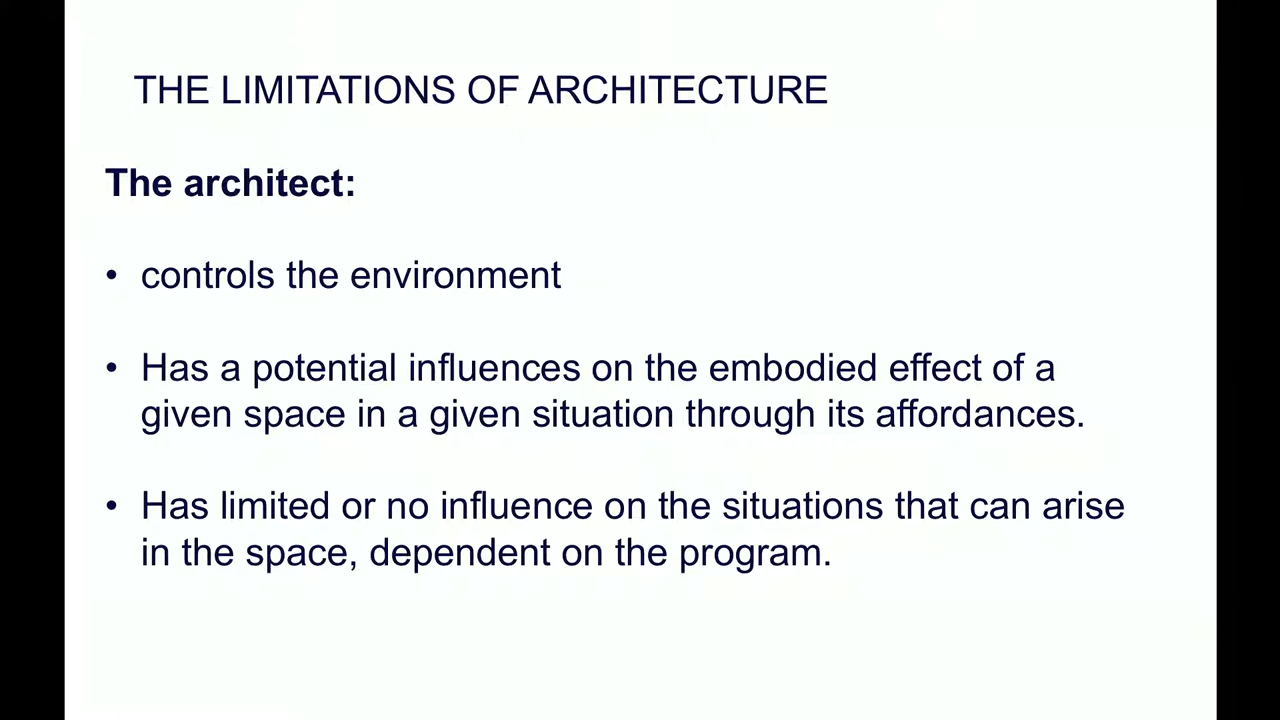 THE LIMITATIONS OF ARCHITECTURE
The architect:
• controls the environment
• Has a potential influences on the embodied effect of a
given space in a given situation through its affordances.
• Has limited or no influence on the situations that can arise
in the space, dependent on the program.